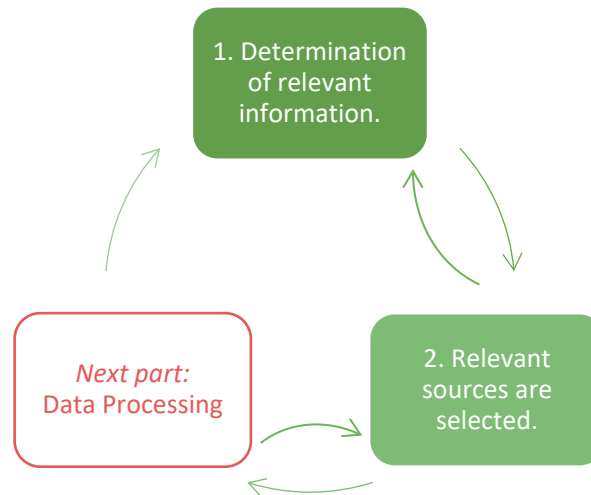 1. Determination
of relevant
information.
Next part:
Data Processing
2. Relevant
sources are
selected.